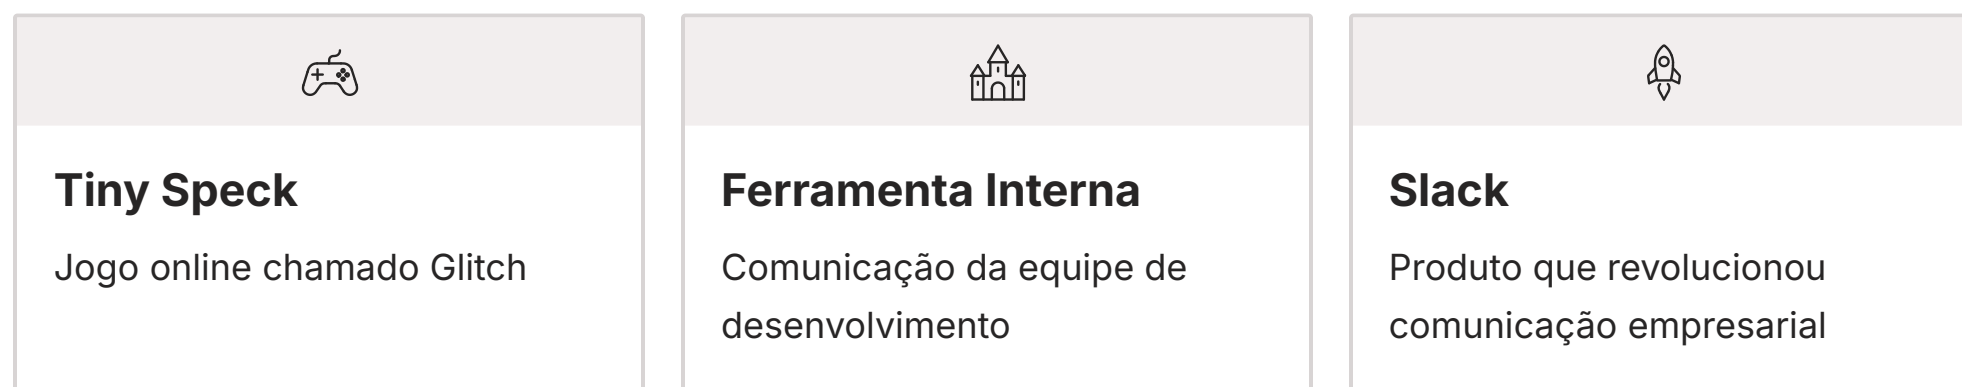 Tiny Speck
Jogo online chamado Glitch
Ferramenta Interna
Comunicação da equipe de
desenvolvimento
Slack
Produto que revolucionou
comunicação empresarial